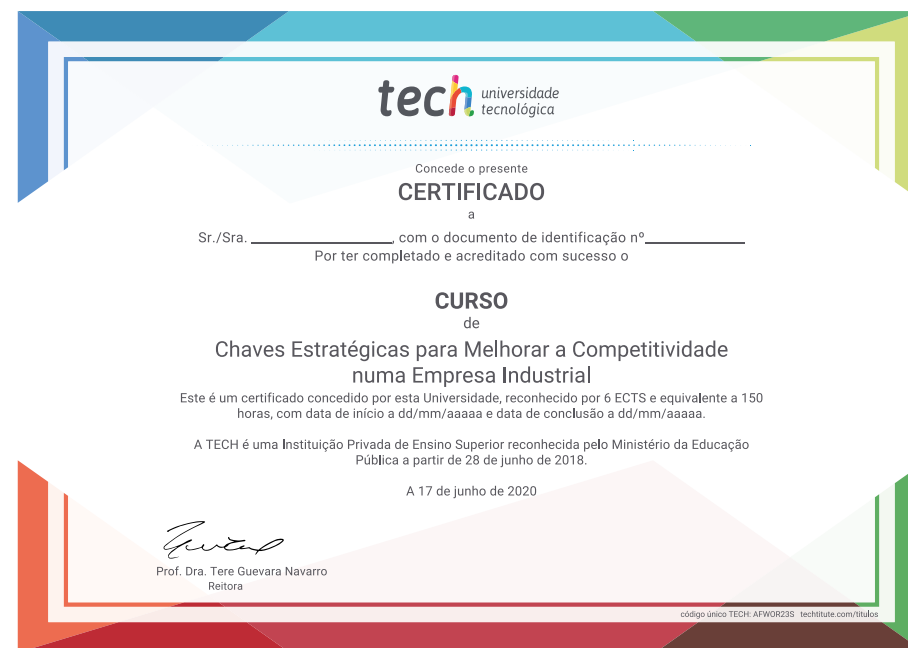 tech universidade
tecnológica
Concede o presente
CERTIFICADO
a
Sr./Sra. ____________________, com o documento de identificação nº______________
Por ter completado e acreditado com sucesso o
CURSO
de
Chaves Estratégicas para Melhorar a Competitividade
numa Empresa Industrial
Este é um certificado concedido por esta Universidade, reconhecido por 6 ECTS e equivalente a 150
horas, com data de início a dd/mm/aaaaa e data de conclusão a dd/mm/aaaaa.
A TECH é uma Instituição Privada de Ensino Superior reconhecida pelo Ministério da Educação
Pública a partir de 28 de junho de 2018.
A 17 de junho de 2020
Prof. Dra. Tere Guevara Navarro
Reitora
código único TECH: AFWOR23S techtitute.com/titulos